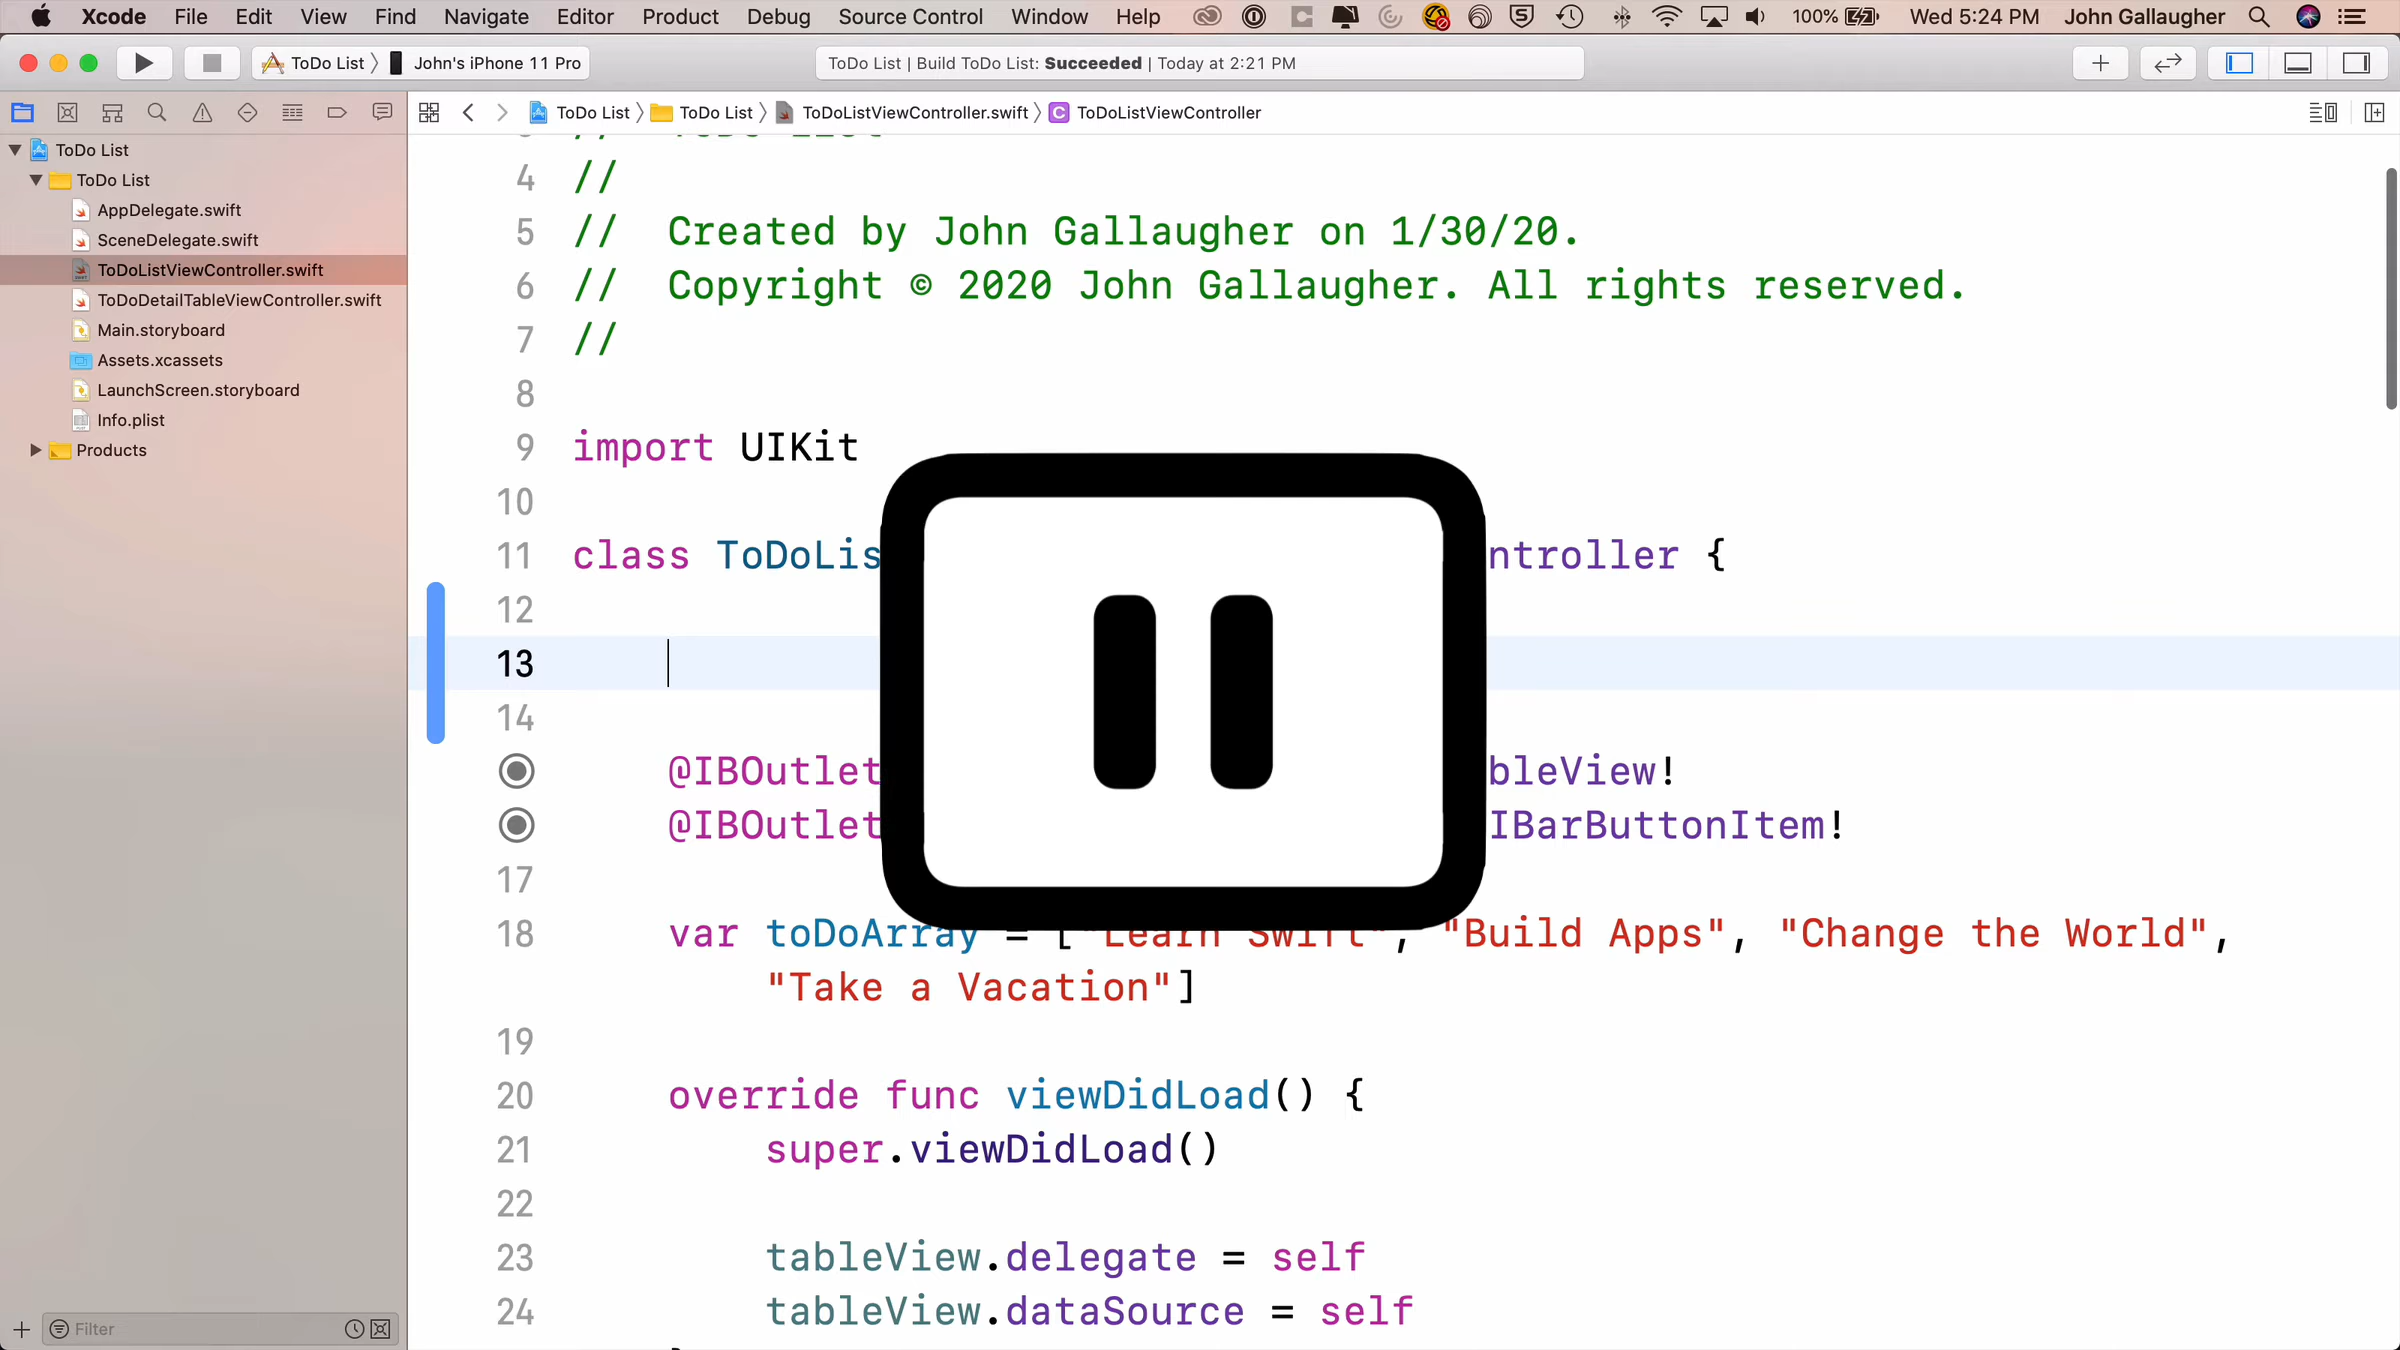 Xcode File Edit View Find Navigate Editor Product Debug Source Control Window Help 100% Wed 5:24 PM John Gallaugher
ToDo List John's iPhone 11 Pro ToDo List | Build ToDo List: Succeeded | Today at 2:21 PM
ToDo List ToDo List ToDoListViewController.swift C ToDoListViewController
ToDo List
ToDo List
AppDelegate.swift
SceneDelegate.swift
ToDoListViewController.swift
ToDoDetailTableViewController.swift
Main.storyboard
Assets.xcassets
LaunchScreen.storyboard
Info.plist
Products
Filter
4 //
5 // Created by John Gallaugher on 1/30/20.
6 // Copyright © 2020 John Gallaugher. All rights reserved.
7 //
8
9 import UIKit
10
11 class ToDoLis ntroller {
12
13
14
@IBOutlet bleView!
@IBOutlet IBarButtonItem!
17
18 var toDoArray = ["Learn Swift", "Build Apps", "Change the World",
"Take a Vacation"]
19
20 override func viewDidLoad() {
21 super.viewDidLoad()
22
23 tableView.delegate = self
24 tableView.dataSource = self